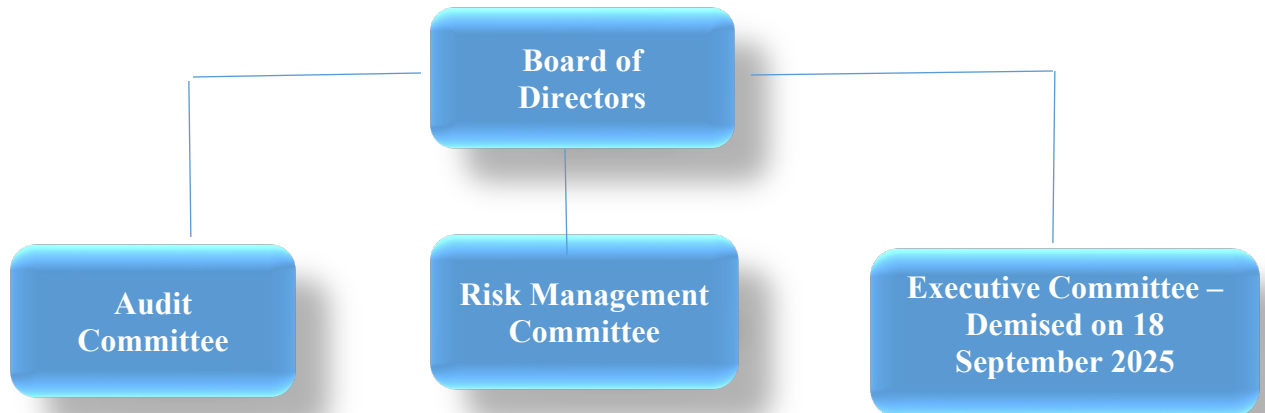 Board of
Directors
Audit
Committee
Risk Management
Committee
Executive Committee –
Demised on 18
September 2025